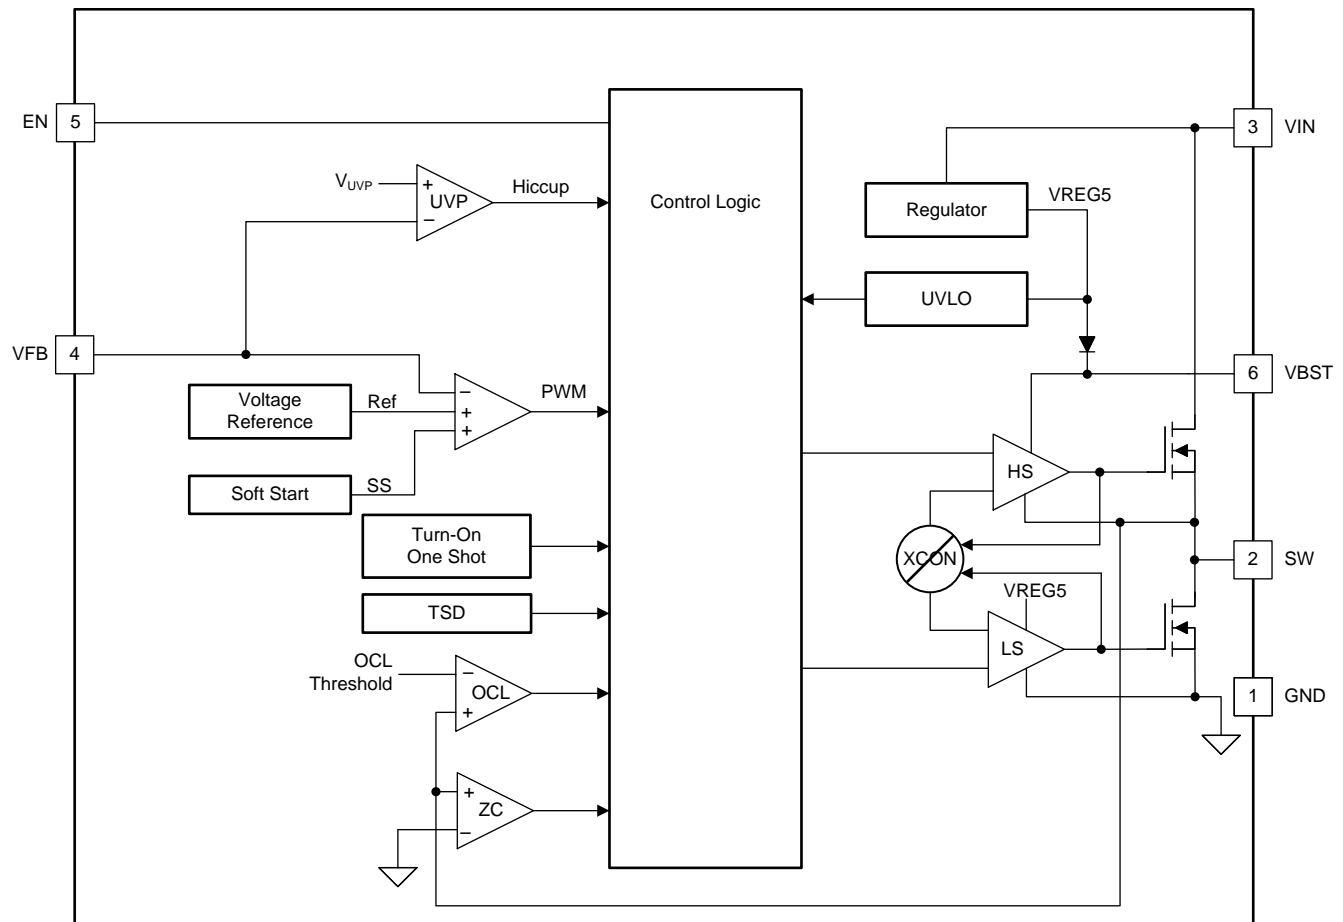 EN 5
3 VIN
V_UVP + UVP −
Hiccup
Control Logic
Regulator
VREG5
UVLO
VFB 4
6 VBST
Voltage
Reference
Ref
− + +
PWM
Soft Start
SS
HS
Turn-On
One Shot
XCON
2 SW
TSD
VREG5
LS
OCL
Threshold
− OCL +
1 GND
+ ZC −